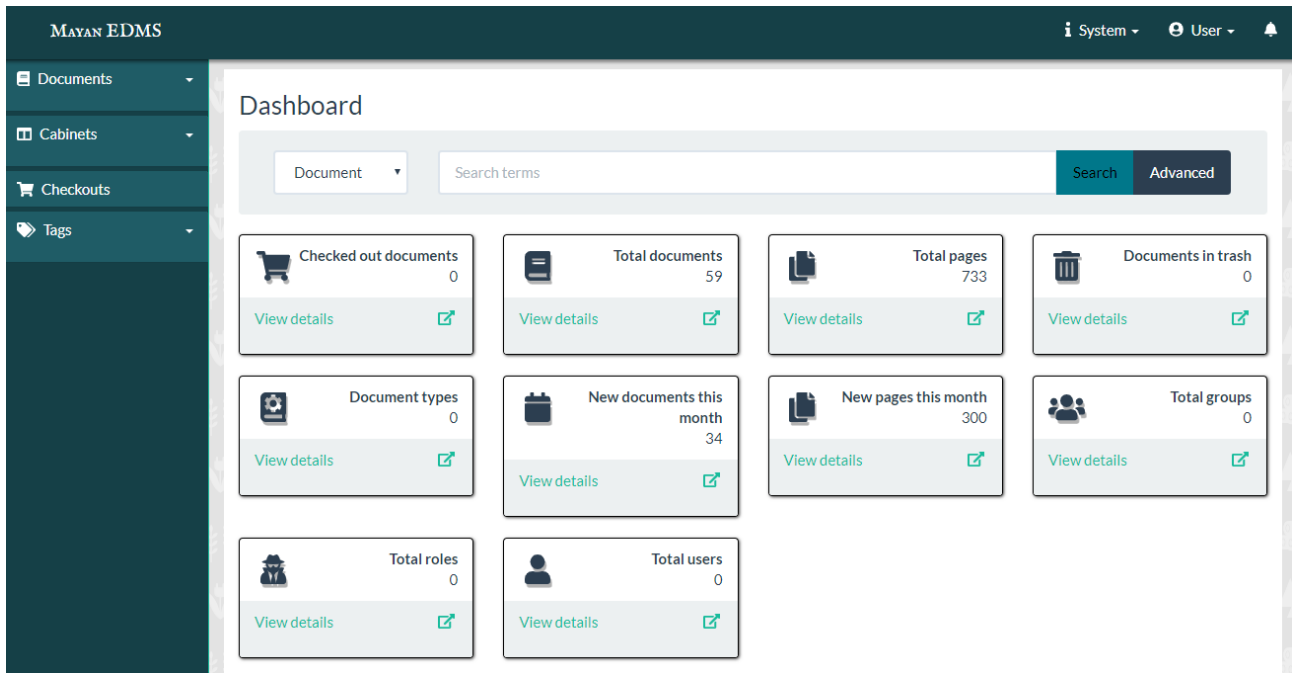 MAYAN EDMS
System
User
Documents
Cabinets
Checkouts
Tags
Dashboard
Document
Search terms
Search
Advanced
Checked out documents
0
View details
Total documents
59
View details
Total pages
733
View details
Documents in trash
0
View details
Document types
0
View details
New documents this
month
34
View details
New pages this month
300
View details
Total groups
0
View details
Total roles
0
View details
Total users
0
View details